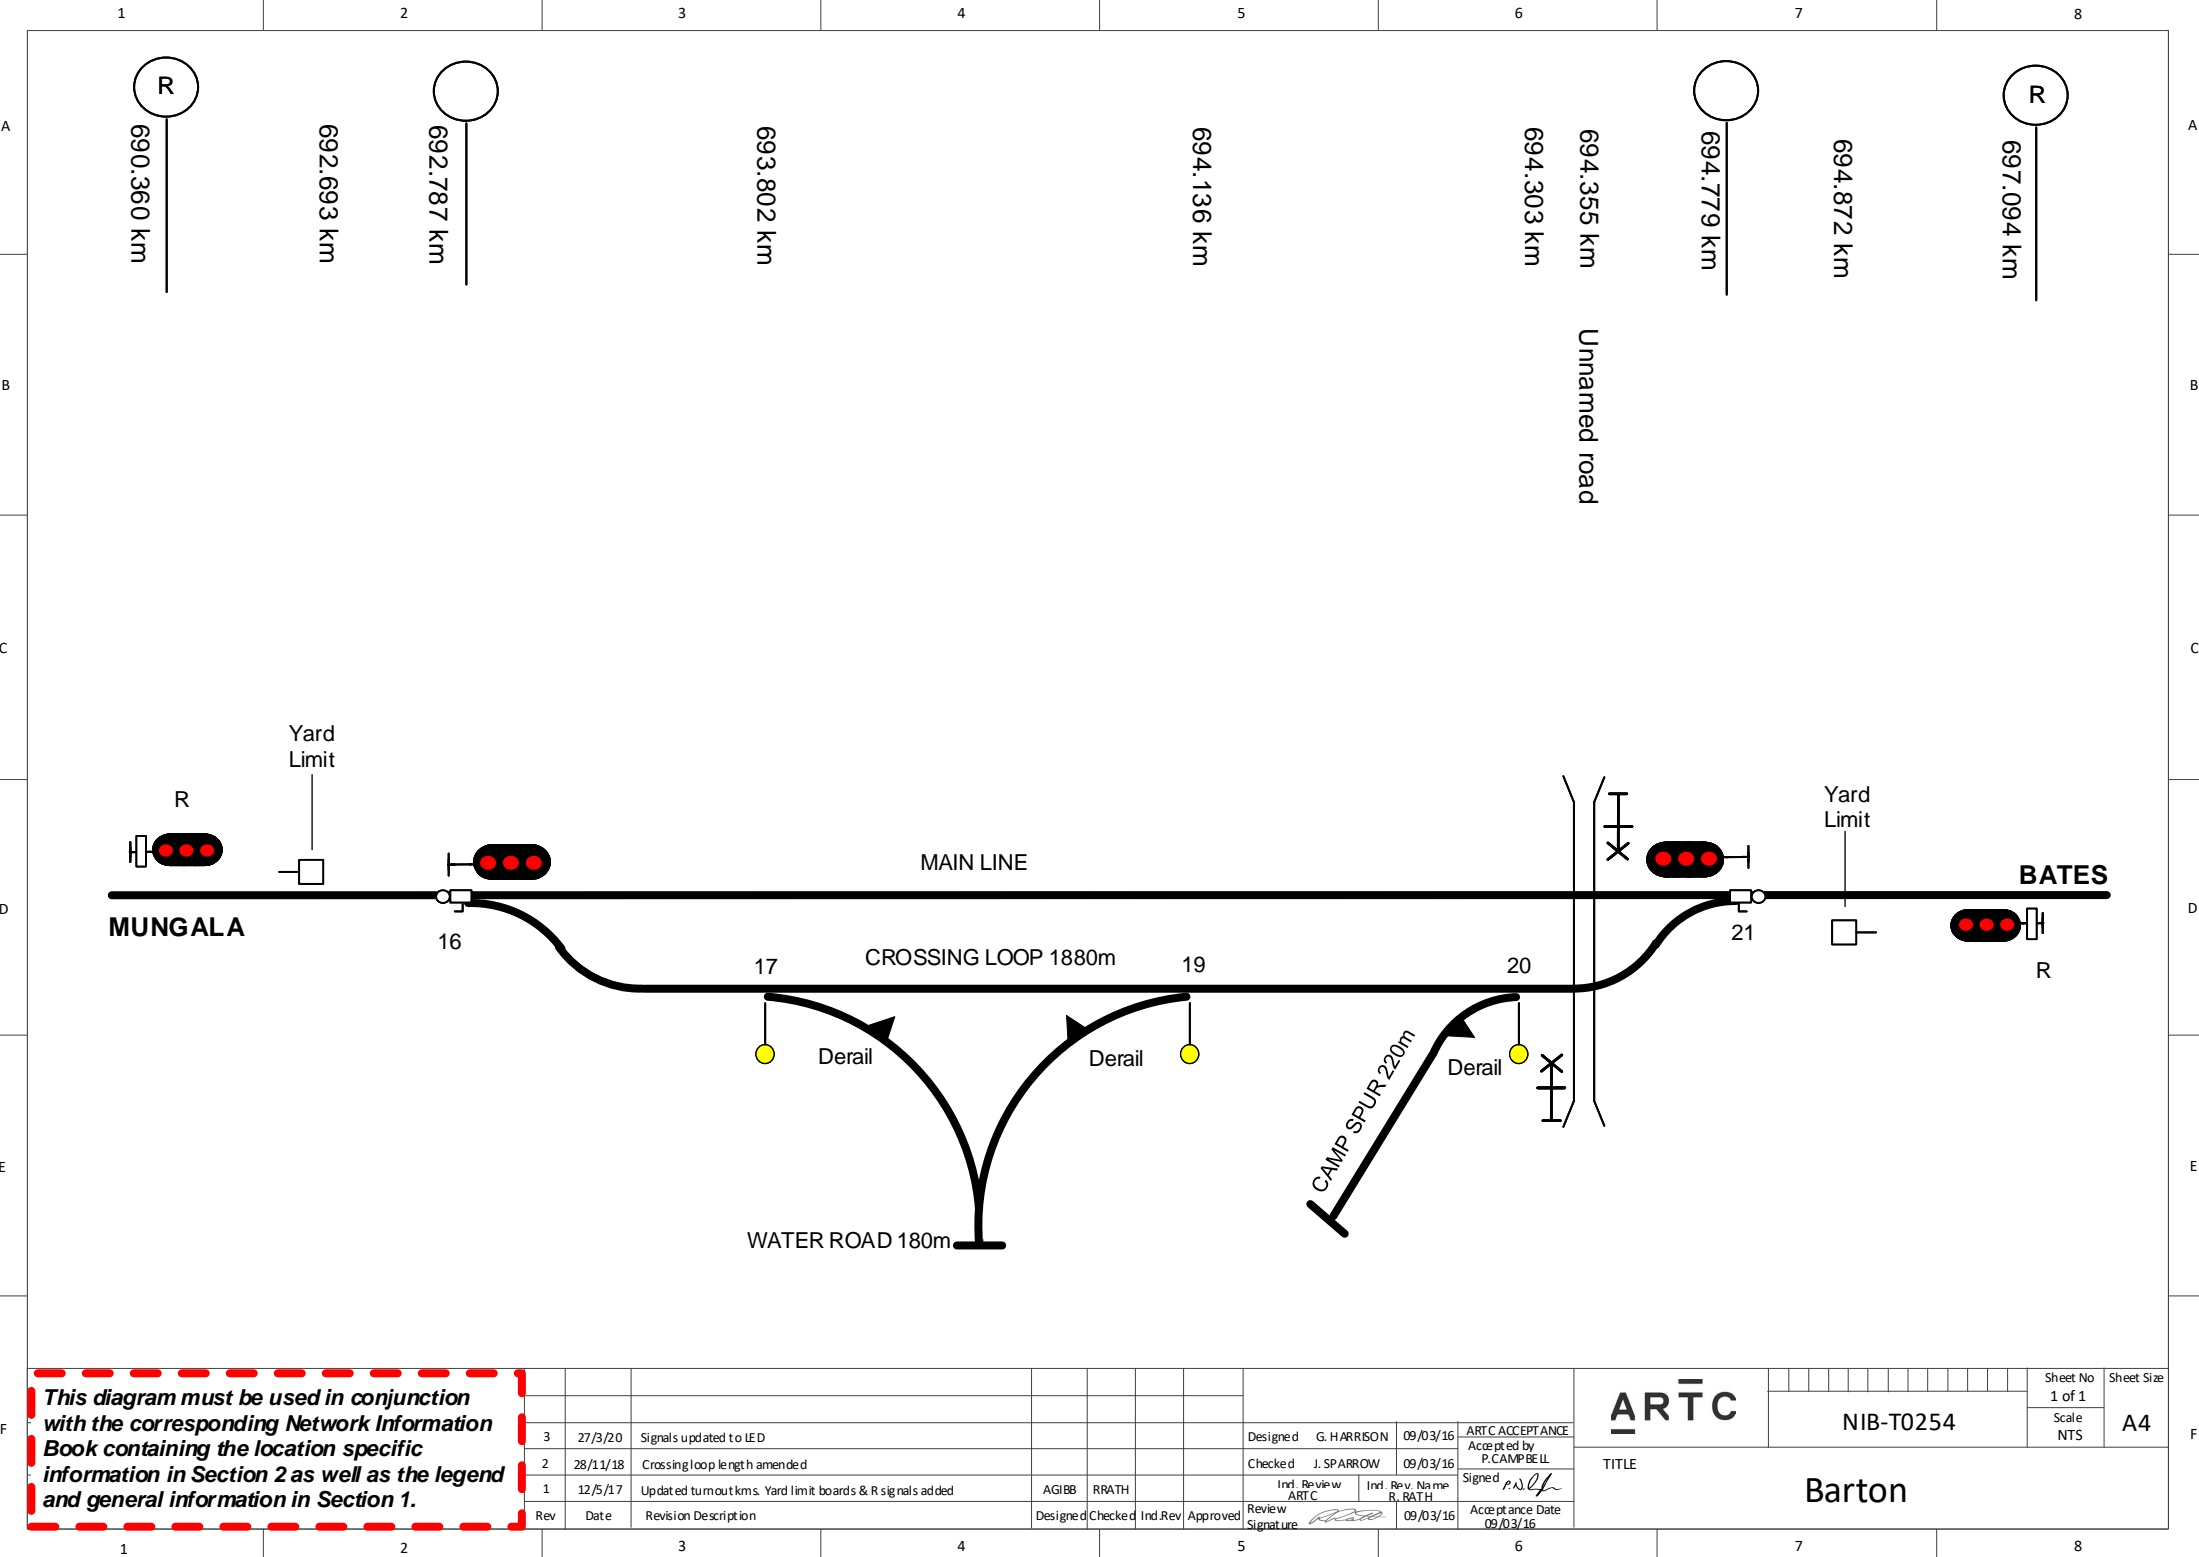 1 2 3 4 5 6 7 8
A A
B B
C C
D D
E E
F F
R
R
690.360 km
692.693 km
692.787 km
693.802 km
694.136 km
694.303 km
694.355 km
694.779 km
694.872 km
697.094 km
Unnamed road
Yard
Limit
R
Yard
Limit
MAIN LINE
BATES
MUNGALA
16
21
R
CROSSING LOOP 1880m
17
19
20
Derail
Derail
Derail
CAMP SPUR 220m
WATER ROAD 180m
This diagram must be used in conjunction
with the corresponding Network Information
Book containing the location specific
information in Section 2 as well as the legend
and general information in Section 1.
3 27/3/20 Signals updated to LED
2 28/11/18 Crossing loop length amended
1 12/5/17 Updated turnout kms. Yard limit boards & R signals added AGIBB RRATH
Rev Date Revision Description Designed Checked Ind.Rev Approved
Designed G. HARRISON 09/03/16
Checked J. SPARROW 09/03/16
Ind. Review
ARTC
Ind. Rev. Name
R. RATH
Review
Signature
09/03/16
ARTC ACCEPTANCE
Accepted by
P.CAMPBELL
Signed
Acceptance Date
09/03/16
ARTC
NIB-T0254
Sheet No
1 of 1
Scale
NTS
Sheet Size
A4
TITLE
Barton
1 2 3 4 5 6 7 8